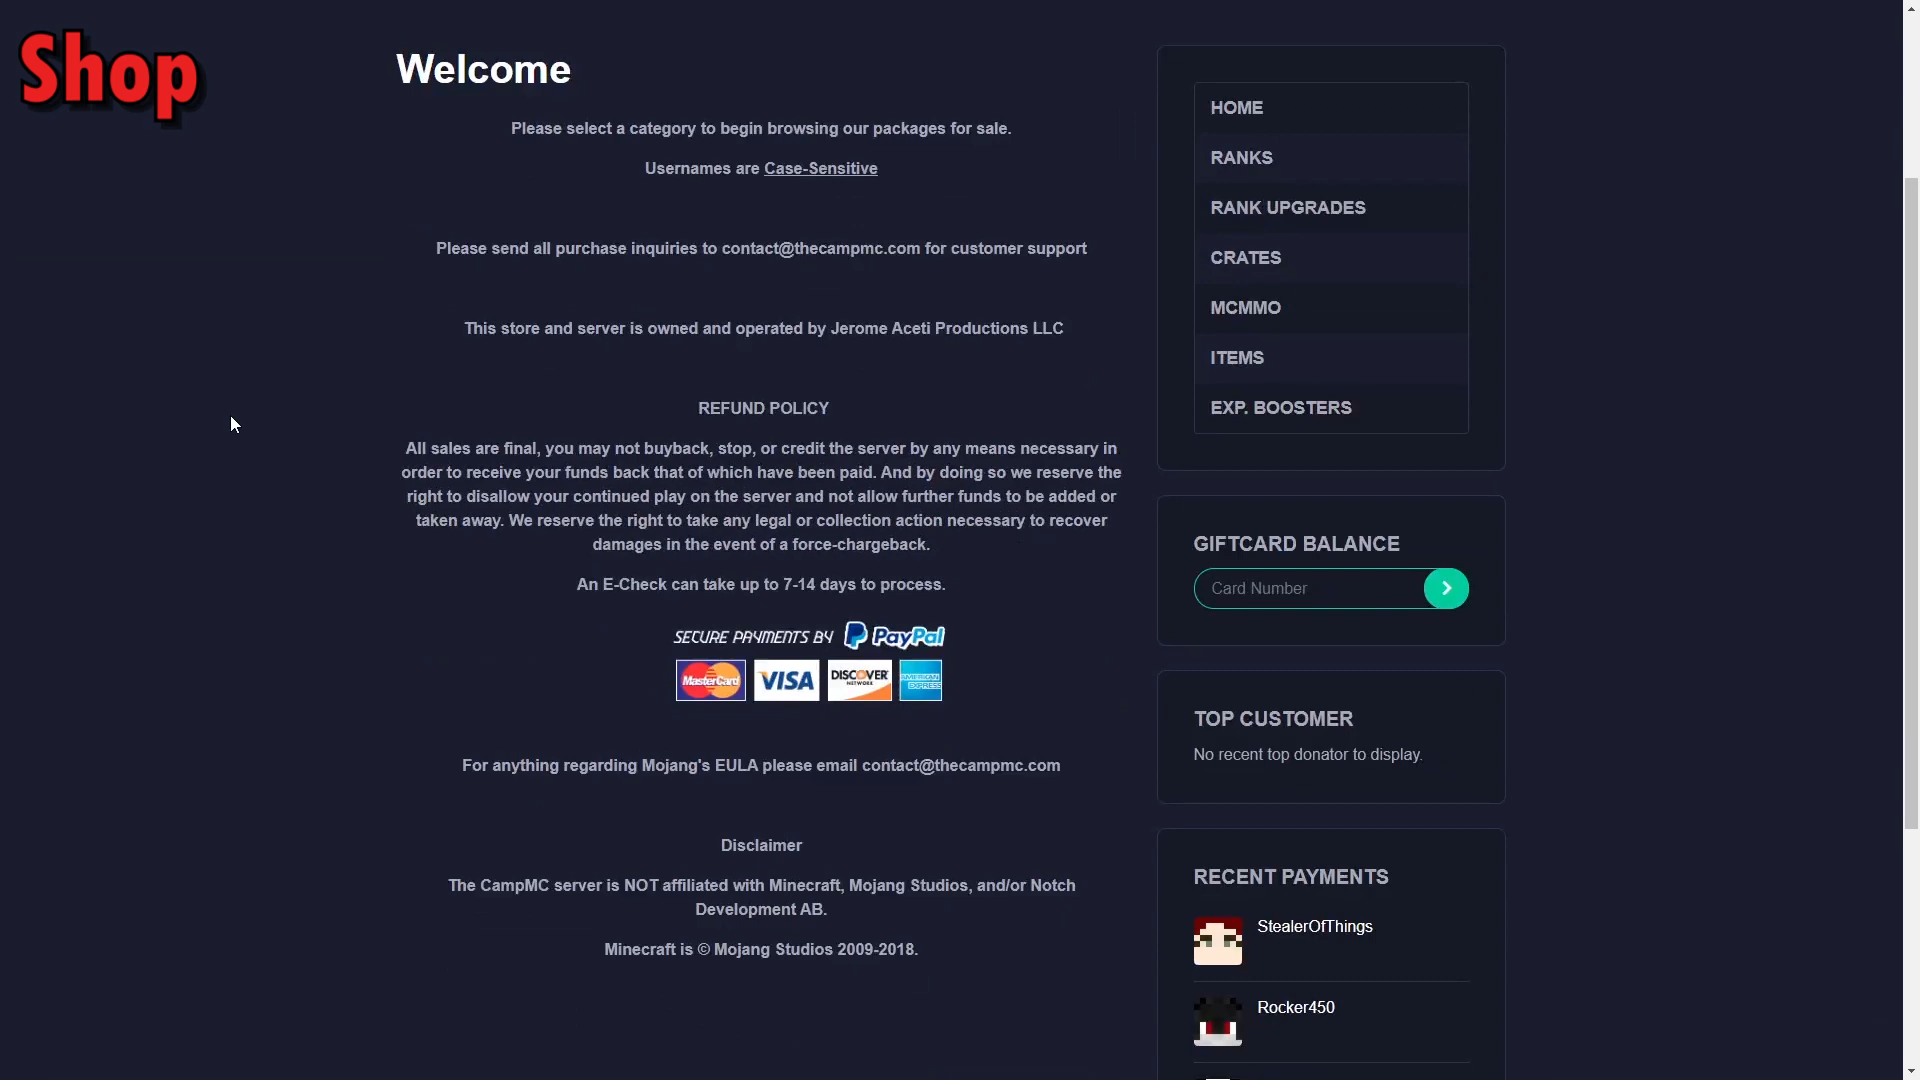 Shop
Welcome
Please select a category to begin browsing our packages for sale.
Usernames are Case-Sensitive
Please send all purchase inquiries to contact@thecampmc.com for customer support
This store and server is owned and operated by Jerome Aceti Productions LLC
REFUND POLICY
All sales are final, you may not buyback, stop, or credit the server by any means necessary in
order to receive your funds back that of which have been paid. And by doing so we reserve the
right to disallow your continued play on the server and not allow further funds to be added or
taken away. We reserve the right to take any legal or collection action necessary to recover
damages in the event of a force-chargeback.
An E-Check can take up to 7-14 days to process.
SECURE PAYMENTS BY PayPal
MasterCard VISA DISCOVER NETWORK AMERICAN EXPRESS
For anything regarding Mojang's EULA please email contact@thecampmc.com
Disclaimer
The CampMC server is NOT affiliated with Minecraft, Mojang Studios, and/or Notch
Development AB.
Minecraft is © Mojang Studios 2009-2018.
HOME
RANKS
RANK UPGRADES
CRATES
MCMMO
ITEMS
EXP. BOOSTERS
GIFTCARD BALANCE
Card Number
TOP CUSTOMER
No recent top donator to display.
RECENT PAYMENTS
StealerOfThings
Rocker450